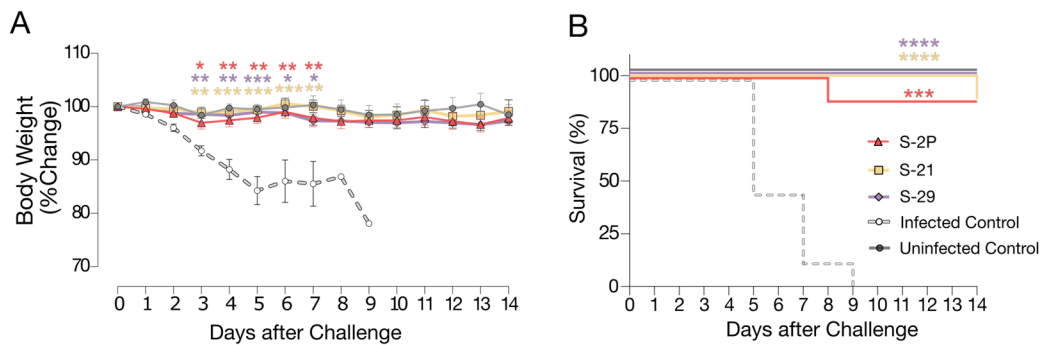 A
110
100
90
80
70
Body Weight
(%Change)
* ** ** ** **
** ** *** * *
** ** *** ** **
0 1 2 3 4 5 6 7 8 9 10 11 12 13 14
Days after Challenge
B
100
75
50
25
0
Survival (%)
****
****
***
S-2P
S-21
S-29
Infected Control
Uninfected Control
0 1 2 3 4 5 6 7 8 9 10 11 12 13 14
Days after Challenge